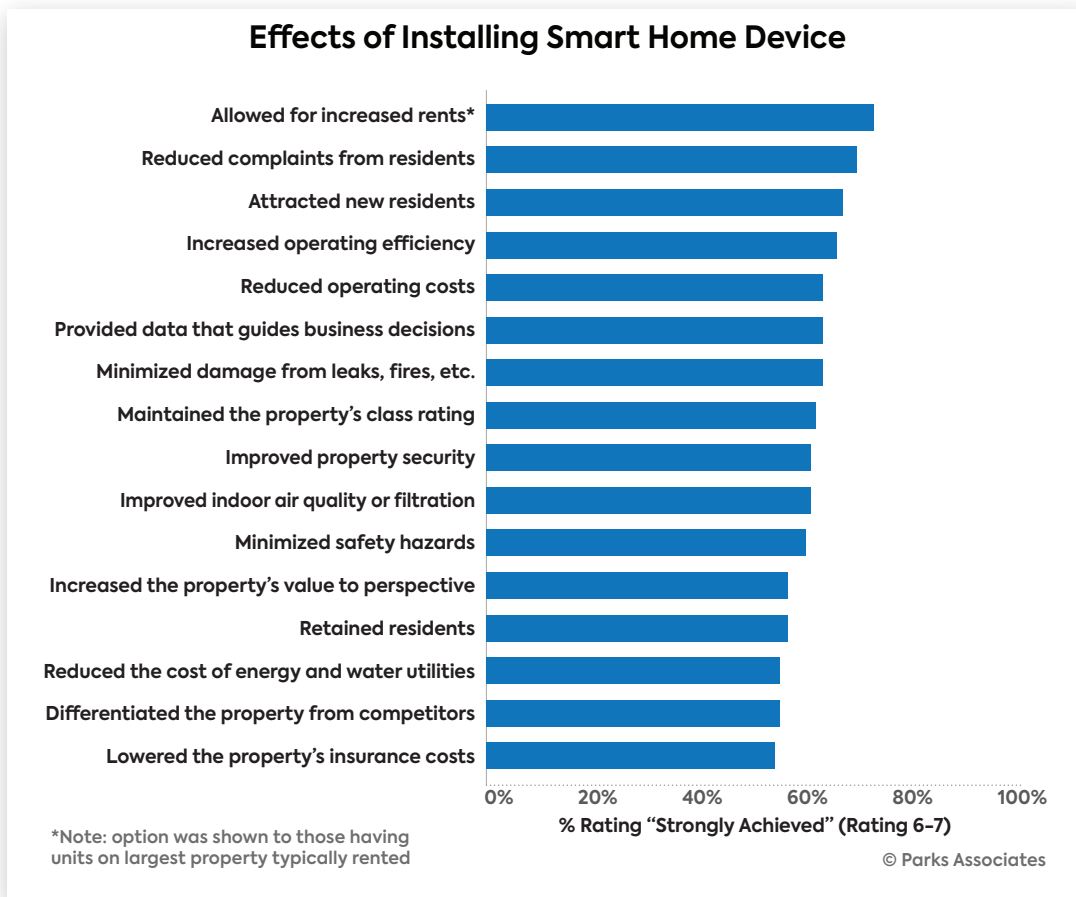 Effects of Installing Smart Home Device
Allowed for increased rents*
Reduced complaints from residents
Attracted new residents
Increased operating efficiency
Reduced operating costs
Provided data that guides business decisions
Minimized damage from leaks, fires, etc.
Maintained the property’s class rating
Improved property security
Improved indoor air quality or filtration
Minimized safety hazards
Increased the property’s value to perspective
Retained residents
Reduced the cost of energy and water utilities
Differentiated the property from competitors
Lowered the property’s insurance costs
0% 20% 40% 60% 80% 100%
% Rating “Strongly Achieved” (Rating 6-7)
*Note: option was shown to those having
units on largest property typically rented
© Parks Associates